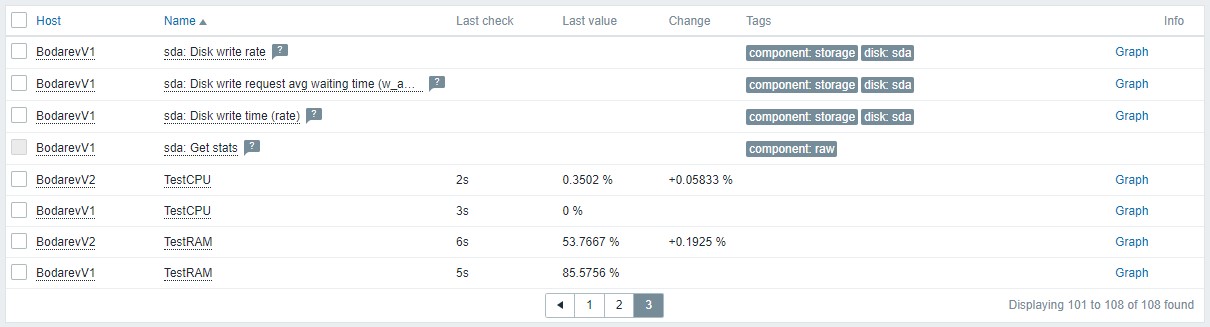 Host Name Last check Last value Change Tags Info
BodarevV1 sda: Disk write rate ? component: storage disk: sda Graph
BodarevV1 sda: Disk write request avg waiting time (w_a... ? component: storage disk: sda Graph
BodarevV1 sda: Disk write time (rate) ? component: storage disk: sda Graph
BodarevV1 sda: Get stats ? component: raw
BodarevV2 TestCPU 2s 0.3502 % +0.05833 % Graph
BodarevV1 TestCPU 3s 0 % Graph
BodarevV2 TestRAM 6s 53.7667 % +0.1925 % Graph
BodarevV1 TestRAM 5s 85.5756 % Graph
1 2 3 Displaying 101 to 108 of 108 found